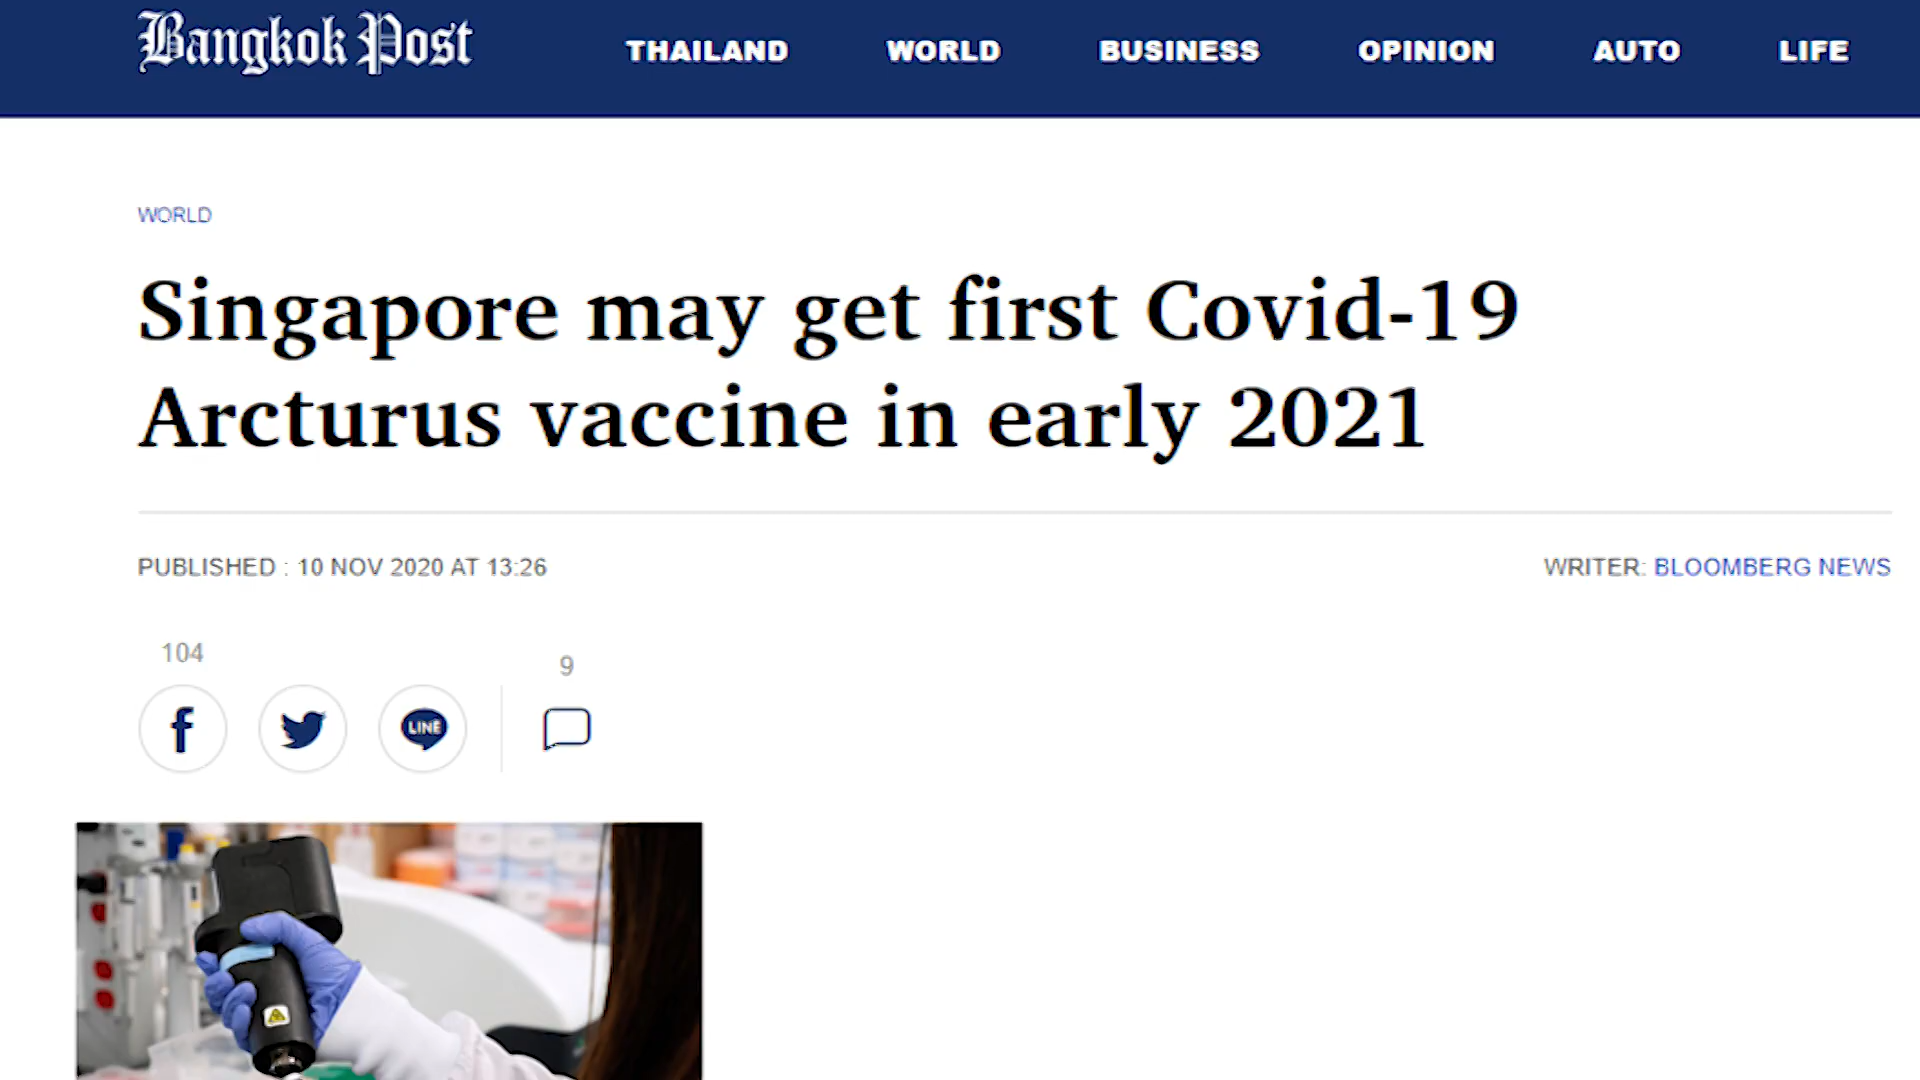 Bangkok Post
THAILAND WORLD BUSINESS OPINION AUTO LIFE
WORLD
Singapore may get first Covid-19
Arcturus vaccine in early 2021
PUBLISHED : 10 NOV 2020 AT 13:26
WRITER: BLOOMBERG NEWS
104
9
f
LINE